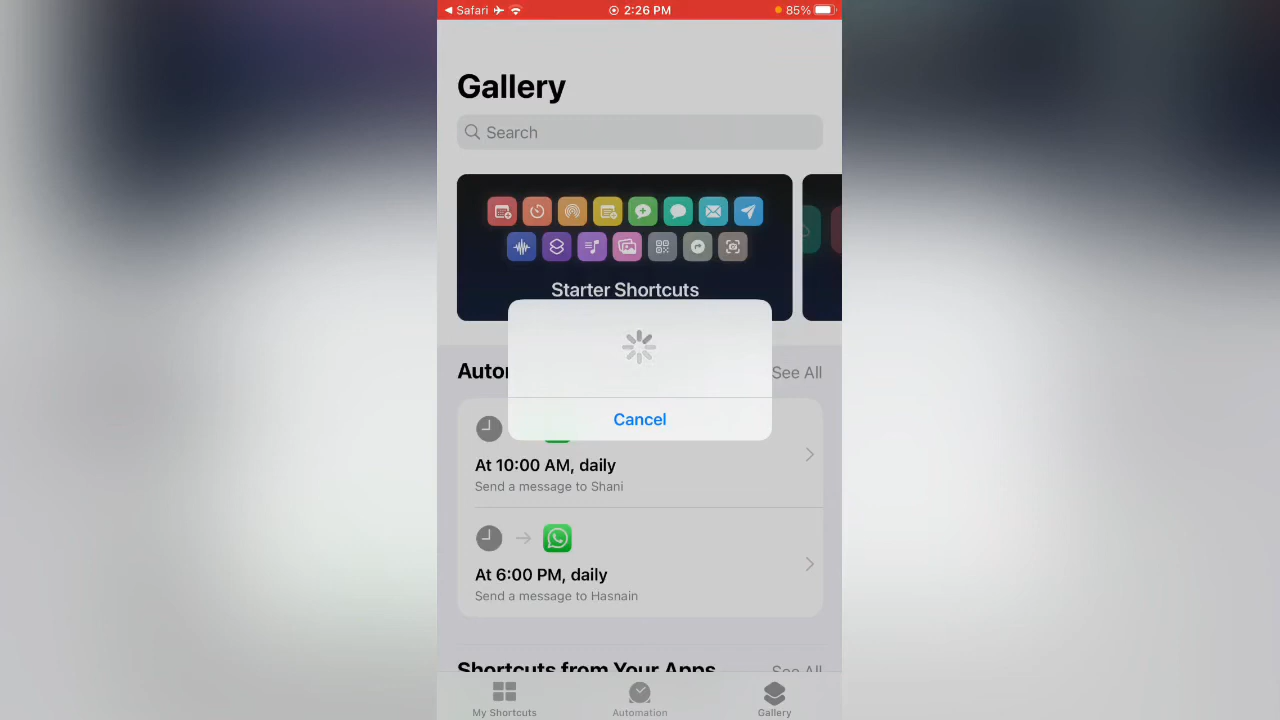 Safari 2:26 PM 85%
Gallery
Search
Starter Shortcuts
See All
At 10:00 AM, daily
Send a message to Shani
At 6:00 PM, daily
Send a message to Hasnain
Shortcuts from Your Apps See All
My Shortcuts Automation Gallery
Cancel